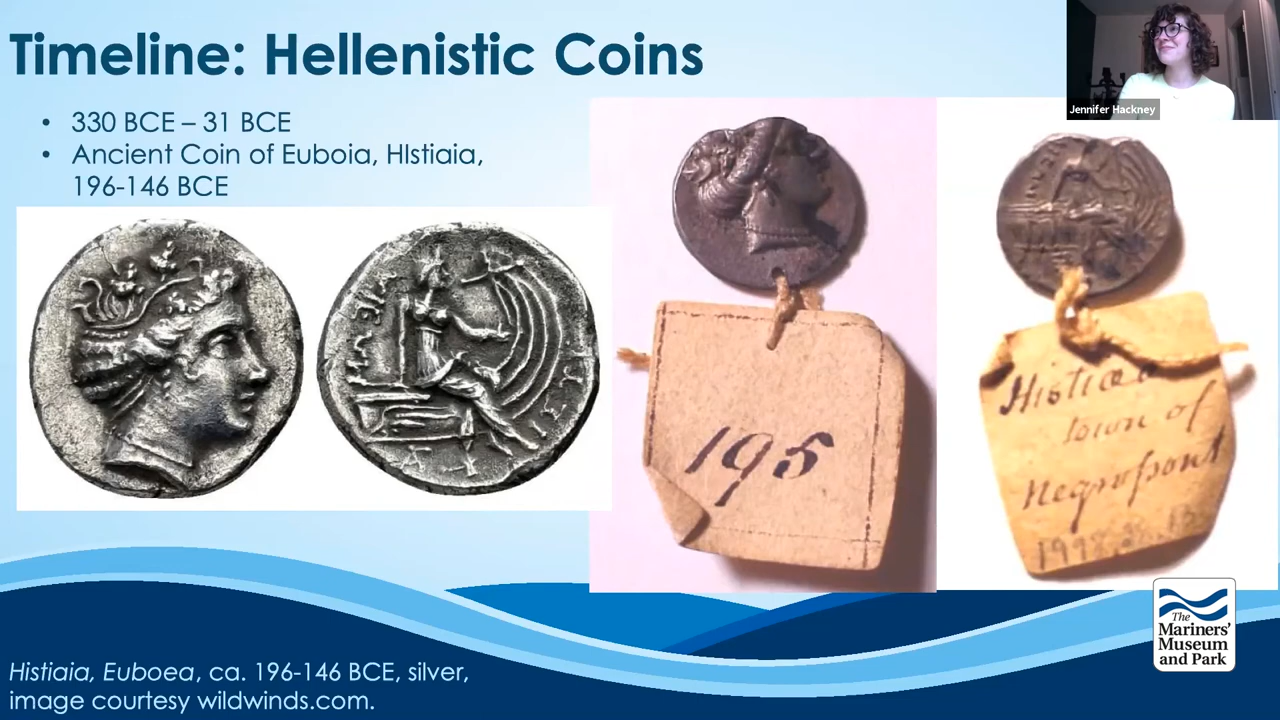 Timeline: Hellenistic Coins
• 330 BCE – 31 BCE
• Ancient Coin of Euboia, HIstiaia,
196-146 BCE
Jennifer Hackney
195
Histiaea
town of
Negropont
Histiaia, Euboea, ca. 196-146 BCE, silver,
image courtesy wildwinds.com.
The
Mariners'
Museum
and Park